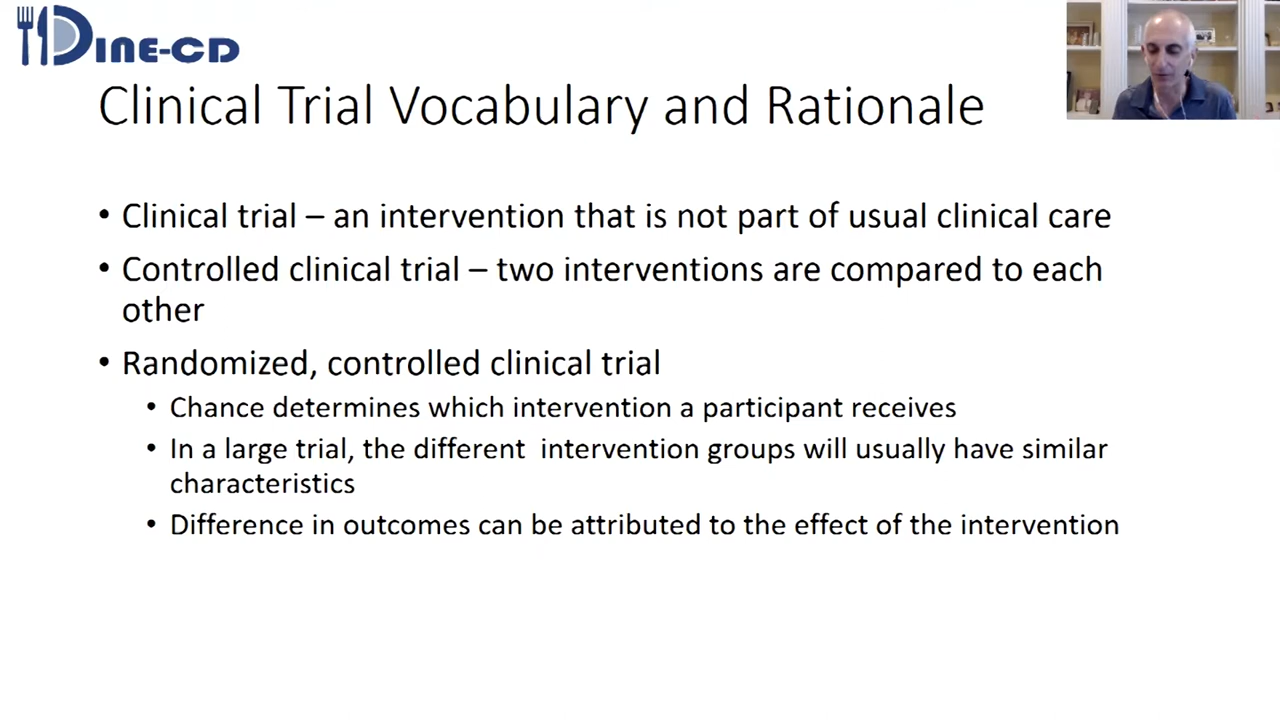 DINE-CD
Clinical Trial Vocabulary and Rationale
• Clinical trial – an intervention that is not part of usual clinical care
• Controlled clinical trial – two interventions are compared to each
other
• Randomized, controlled clinical trial
• Chance determines which intervention a participant receives
• In a large trial, the different  intervention groups will usually have similar
characteristics
• Difference in outcomes can be attributed to the effect of the intervention